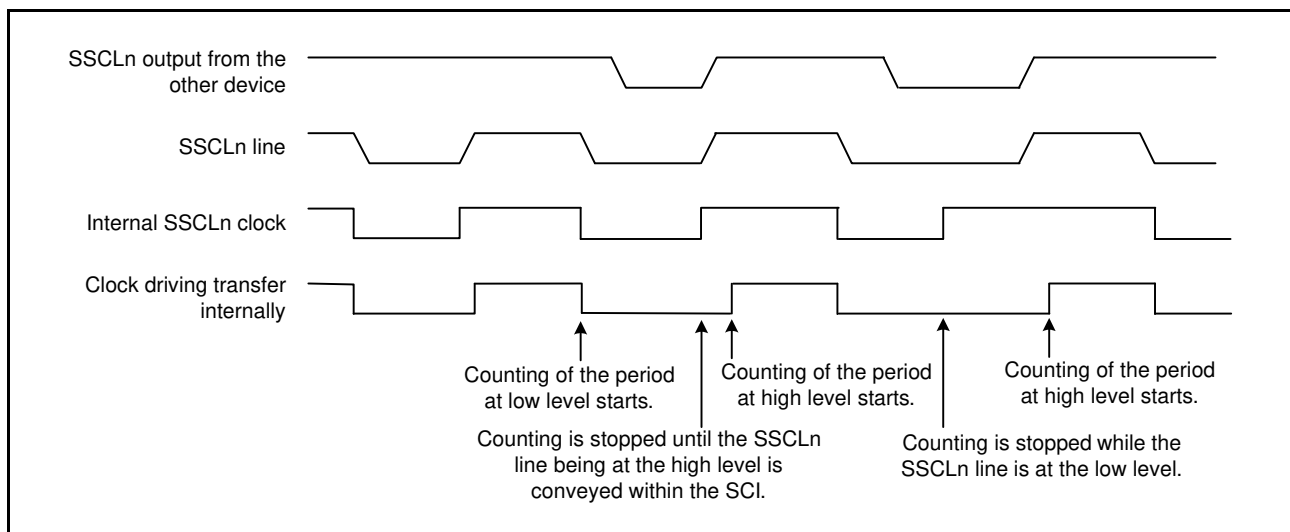 SSCLn output from the
other device
SSCLn line
Internal SSCLn clock
Clock driving transfer
internally
Counting of the period
at low level starts.
Counting of the period
at high level starts.
Counting of the period
at high level starts.
Counting is stopped until the SSCLn
line being at the high level is
conveyed within the SCI.
Counting is stopped while the
SSCLn line is at the low level.